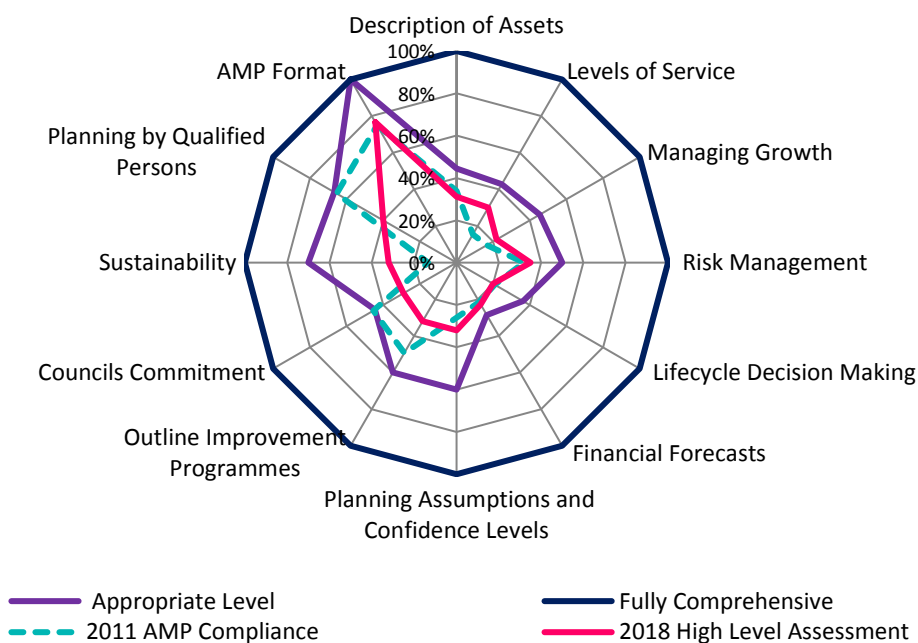 Description of Assets
100%
AMP Format
Levels of Service
80%
Planning by Qualified
Persons
60%
Managing Growth
40%
20%
Sustainability
0%
Risk Management
Councils Commitment
Lifecycle Decision Making
Outline Improvement
Programmes
Financial Forecasts
Planning Assumptions and
Confidence Levels
Appropriate Level
Fully Comprehensive
2011 AMP Compliance
2018 High Level Assessment